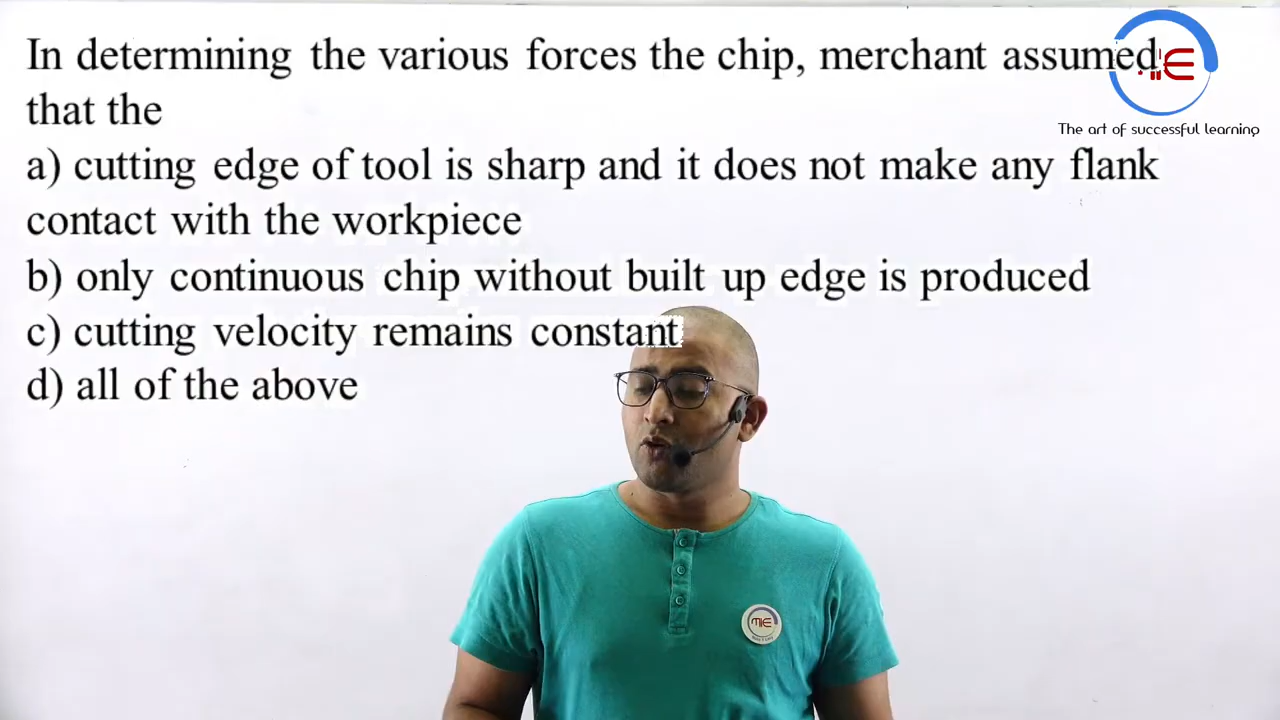 In determining the various forces the chip, merchant assumed
that the
a) cutting edge of tool is sharp and it does not make any flank
contact with the workpiece
b) only continuous chip without built up edge is produced
c) cutting velocity remains constant
d) all of the above
MIE
The art of successful learning
MIE